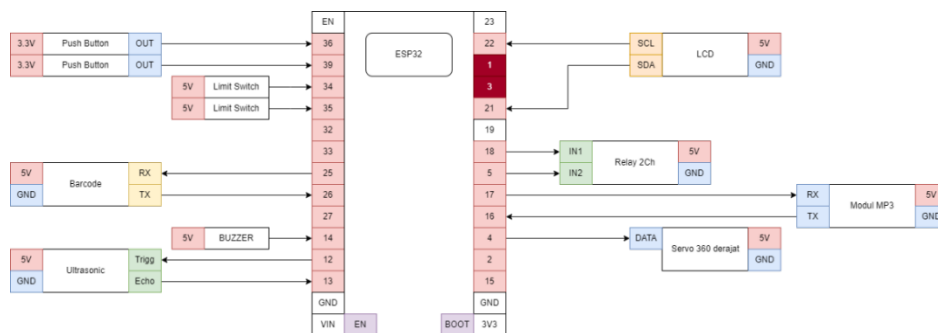 EN 23
3.3V Push Button OUT 36 ESP32 22 SCL LCD 5V
3.3V Push Button OUT 39 1 SDA GND
5V Limit Switch 34 3
5V Limit Switch 35 21
32 19
33 18 IN1 Relay 2Ch 5V
5V Barcode RX 25 5 IN2 GND
GND TX 26 17 RX Modul MP3 5V
27 16 TX GND
5V BUZZER 14 4 DATA Servo 360 derajat 5V
5V Ultrasonic Trigg 12 2 GND
GND Echo 13 15
GND GND
VIN EN BOOT 3V3